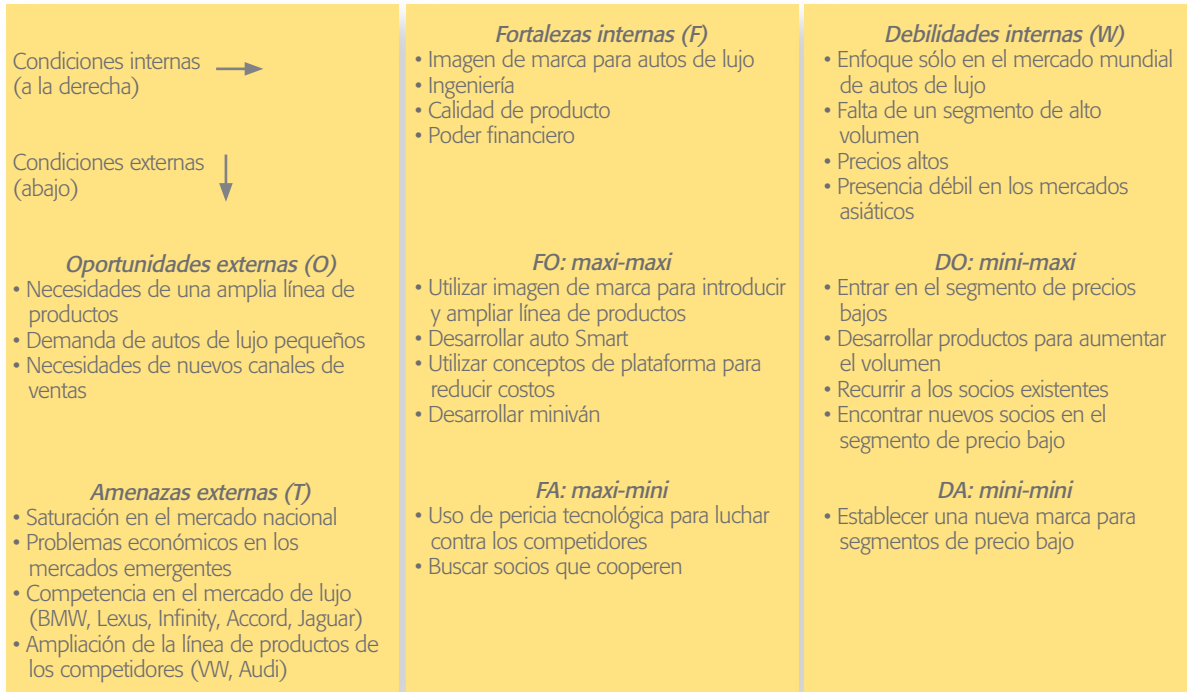 Condiciones internas
(a la derecha)
Condiciones externas
(abajo)
Fortalezas internas (F)
• Imagen de marca para autos de lujo
• Ingeniería
• Calidad de producto
• Poder financiero
Debilidades internas (W)
• Enfoque sólo en el mercado mundial
de autos de lujo
• Falta de un segmento de alto
volumen
• Precios altos
• Presencia débil en los mercados
asiáticos
Oportunidades externas (O)
• Necesidades de una amplia línea de
productos
• Demanda de autos de lujo pequeños
• Necesidades de nuevos canales de
ventas
FO: maxi-maxi
• Utilizar imagen de marca para introducir
y ampliar línea de productos
• Desarrollar auto Smart
• Utilizar conceptos de plataforma para
reducir costos
• Desarrollar miniván
DO: mini-maxi
• Entrar en el segmento de precios
bajos
• Desarrollar productos para aumentar
el volumen
• Recurrir a los socios existentes
• Encontrar nuevos socios en el
segmento de precio bajo
Amenazas externas (T)
• Saturación en el mercado nacional
• Problemas económicos en los
mercados emergentes
• Competencia en el mercado de lujo
(BMW, Lexus, Infinity, Accord, Jaguar)
• Ampliación de la línea de productos de
los competidores (VW, Audi)
FA: maxi-mini
• Uso de pericia tecnológica para luchar
contra los competidores
• Buscar socios que cooperen
DA: mini-mini
• Establecer una nueva marca para
segmentos de precio bajo